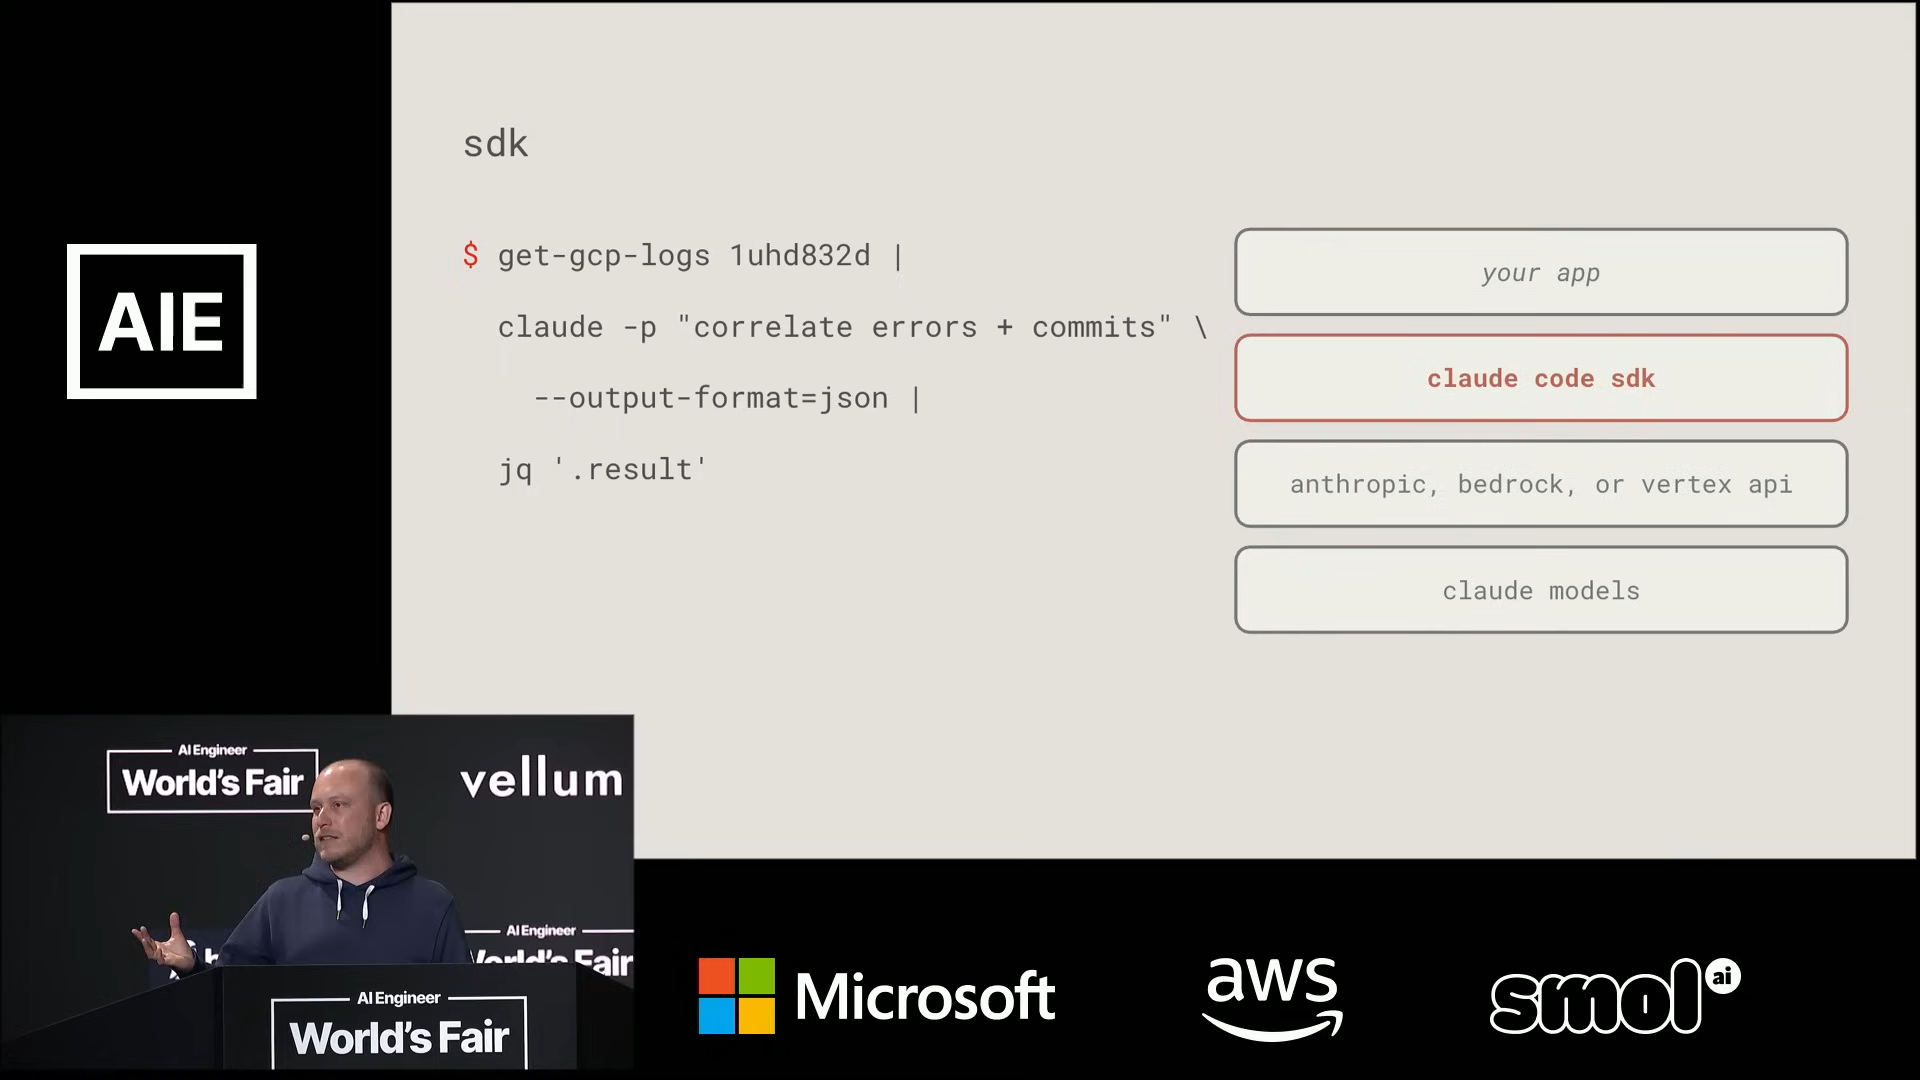 sdk
$ get-gcp-logs 1uhd832d |
claude -p "correlate errors + commits" \
--output-format=json |
jq '.result'
your app
claude code sdk
anthropic, bedrock, or vertex api
claude models
AIE
AI Engineer
World's Fair
vellum
AI Engineer
World's Fair
AI Engineer
World's Fair
Microsoft
aws
smol ai